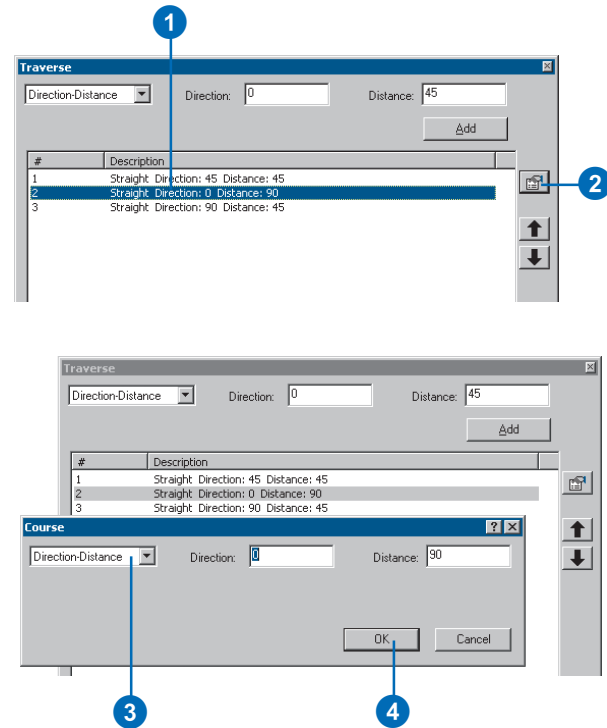 1
Traverse
Direction-Distance Direction: 0 Distance: 45
Add
# Description
1 Straight Direction: 45 Distance: 45
2 Straight Direction: 0 Distance: 90
3 Straight Direction: 90 Distance: 45
2
Traverse
Direction-Distance Direction: 0 Distance: 45
Add
# Description
1 Straight Direction: 45 Distance: 45
2 Straight Direction: 0 Distance: 90
3 Straight Direction: 90 Distance: 45
Course
Direction-Distance Direction: 0 Distance: 90
OK Cancel
3 4